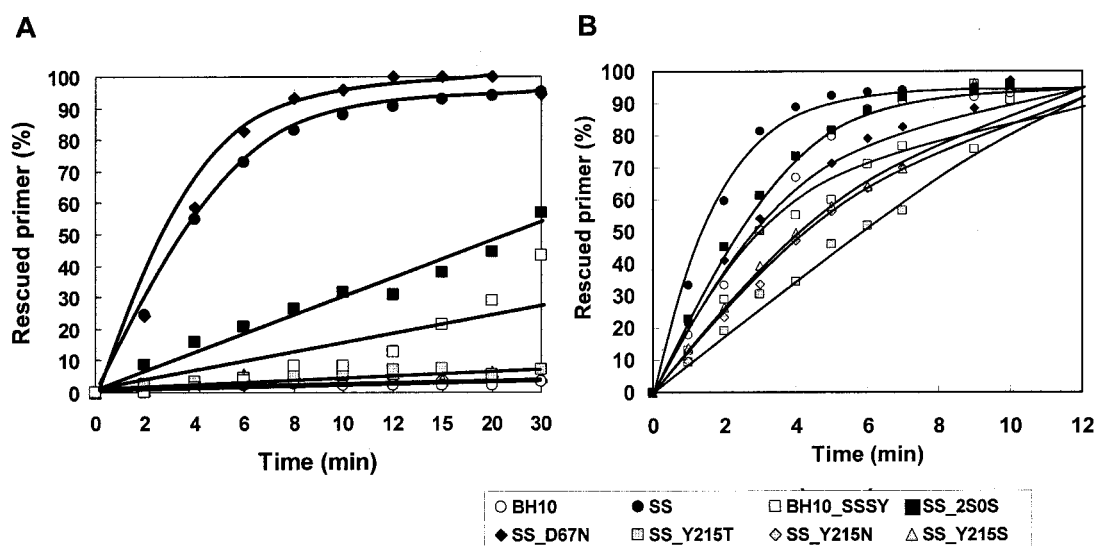 A
Rescued primer (%)
100
90
80
70
60
50
40
30
20
10
0
0 2 4 6 8 10 12 15 20 30
Time (min)
B
Rescued primer (%)
100
90
80
70
60
50
40
30
20
10
0
0 2 4 6 8 10 12
Time (min)
BH10 SS BH10_SSSY SS_2S0S
SS_D67N SS_Y215T SS_Y215N SS_Y215S